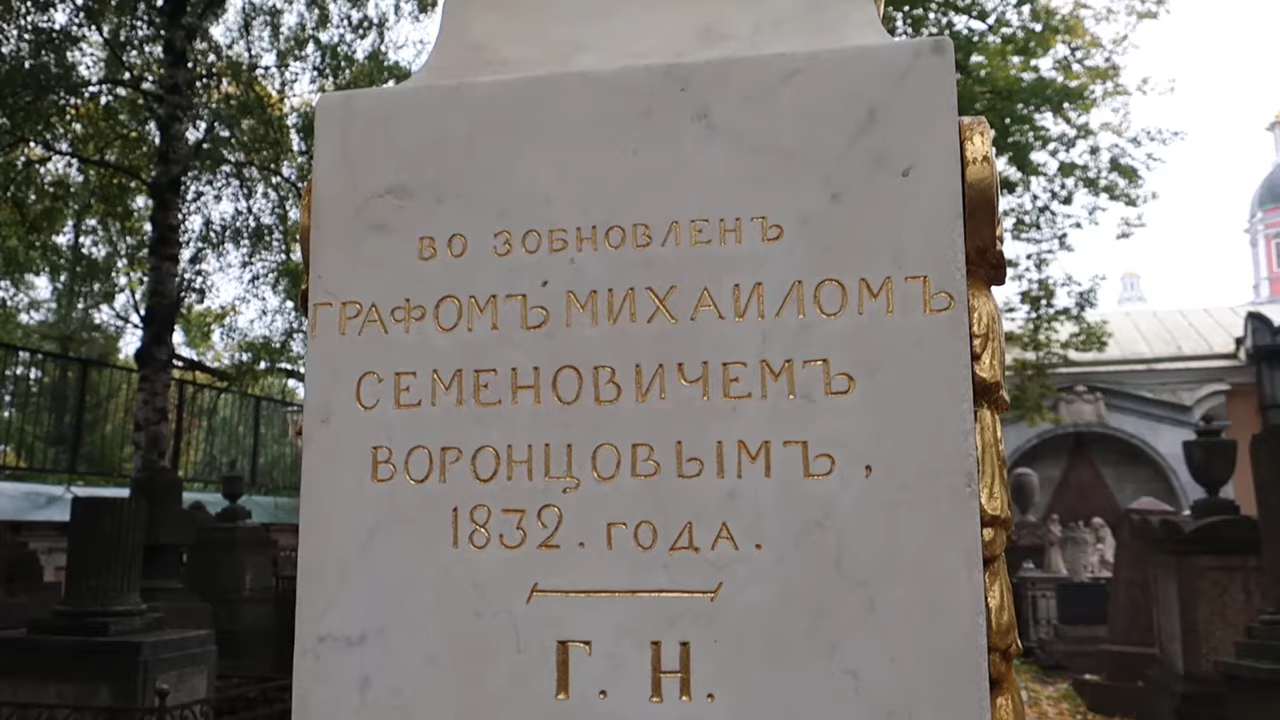 ВО ЗОБНОВЛЕНЪ
ГРАФОМЪ МИХАИЛОМЪ
СЕМЕНОВИЧЕМЪ
ВОРОНЦОВЫМЪ,
1832. ГОДА.
Г. Н.